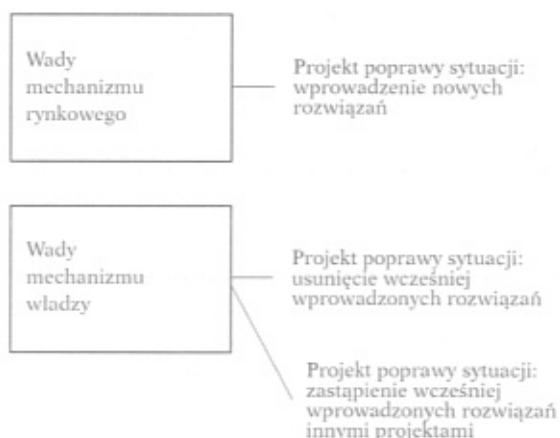 Wady
mechanizmu
rynkowego
Projekt poprawy sytuacji:
wprowadzenie nowych
rozwiązań
Wady
mechanizmu
władzy
Projekt poprawy sytuacji:
usunięcie wcześniej
wprowadzonych rozwiązań
Projekt poprawy sytuacji:
zastąpienie wcześniej
wprowadzonych rozwiązań
innymi projektami